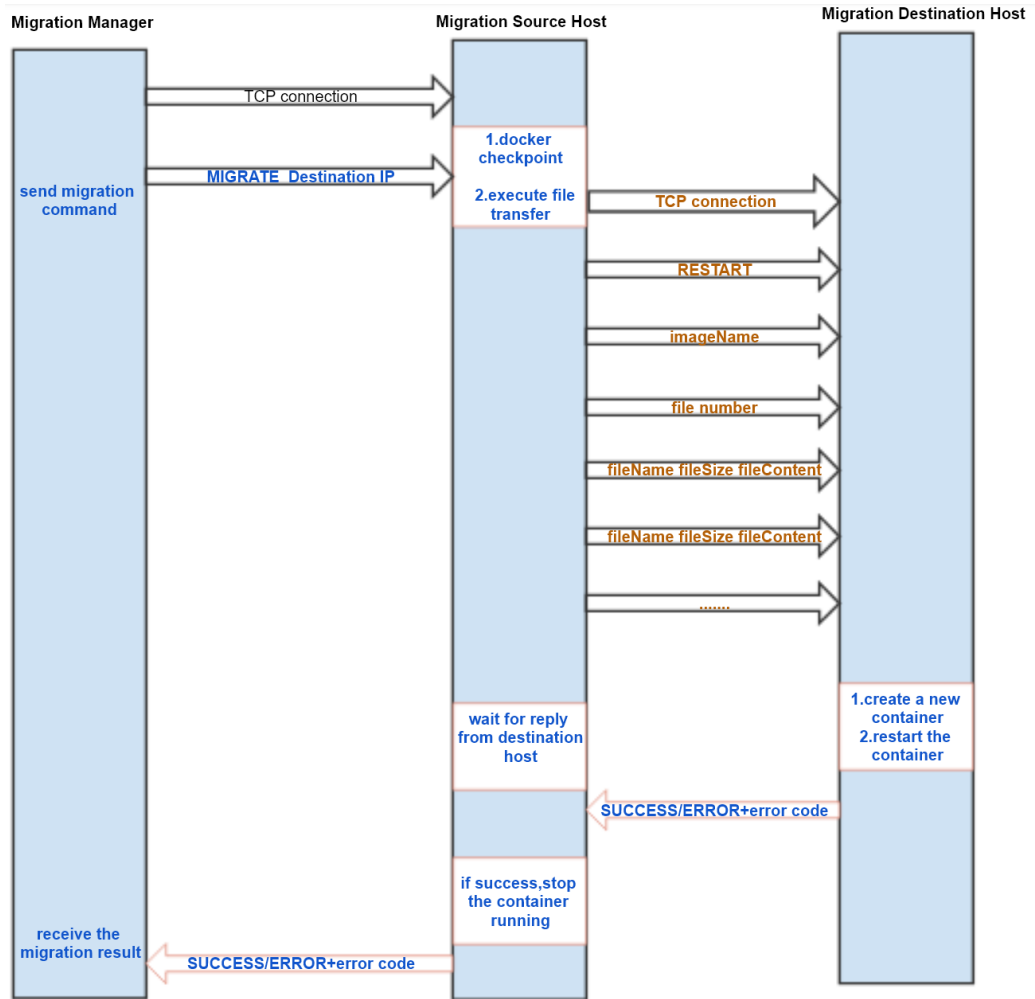 Migration Manager
Migration Source Host
Migration Destination Host
TCP connection
1.docker
checkpoint
2.execute file
transfer
MIGRATE Destination IP
send migration
command
TCP connection
RESTART
imageName
file number
fileName fileSize fileContent
fileName fileSize fileContent
.......
1.create a new
container
2.restart the
container
wait for reply
from destination
host
SUCCESS/ERROR+error code
if success,stop
the container
running
receive the
migration result
SUCCESS/ERROR+error code